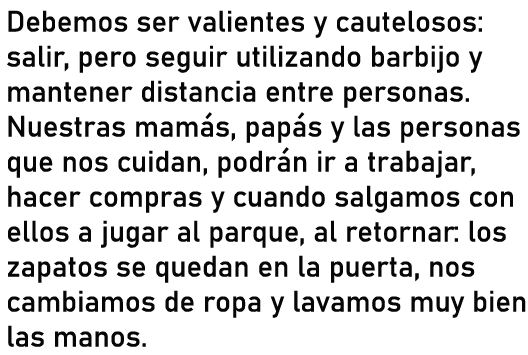 Debemos ser valientes y cautelosos:
salir, pero seguir utilizando barbijo y
mantener distancia entre personas.
Nuestras mamás, papás y las personas
que nos cuidan, podrán ir a trabajar,
hacer compras y cuando salgamos con
ellos a jugar al parque, al retornar: los
zapatos se quedan en la puerta, nos
cambiamos de ropa y lavamos muy bien
las manos.